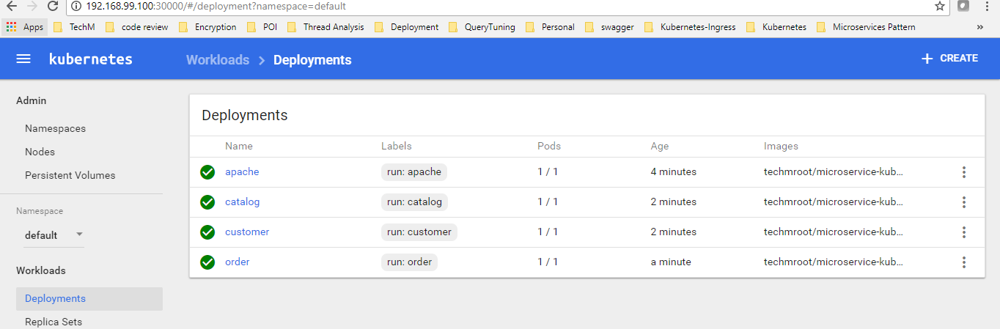 192.168.99.100:30000/#/deployment?namespace=default
Apps TechM code review Encryption POI Thread Analysis Deployment QueryTuning Personal swagger Kubernetes-Ingress Kubernetes Microservices Pattern »
kubernetes Workloads > Deployments + CREATE
Admin
Namespaces
Nodes
Persistent Volumes
Namespace
default
Workloads
Deployments
Replica Sets
Deployments
Name Labels Pods Age Images
apache run: apache 1 / 1 4 minutes techmroot/microservice-kub...
catalog run: catalog 1 / 1 2 minutes techmroot/microservice-kub...
customer run: customer 1 / 1 2 minutes techmroot/microservice-kub...
order run: order 1 / 1 a minute techmroot/microservice-kub...